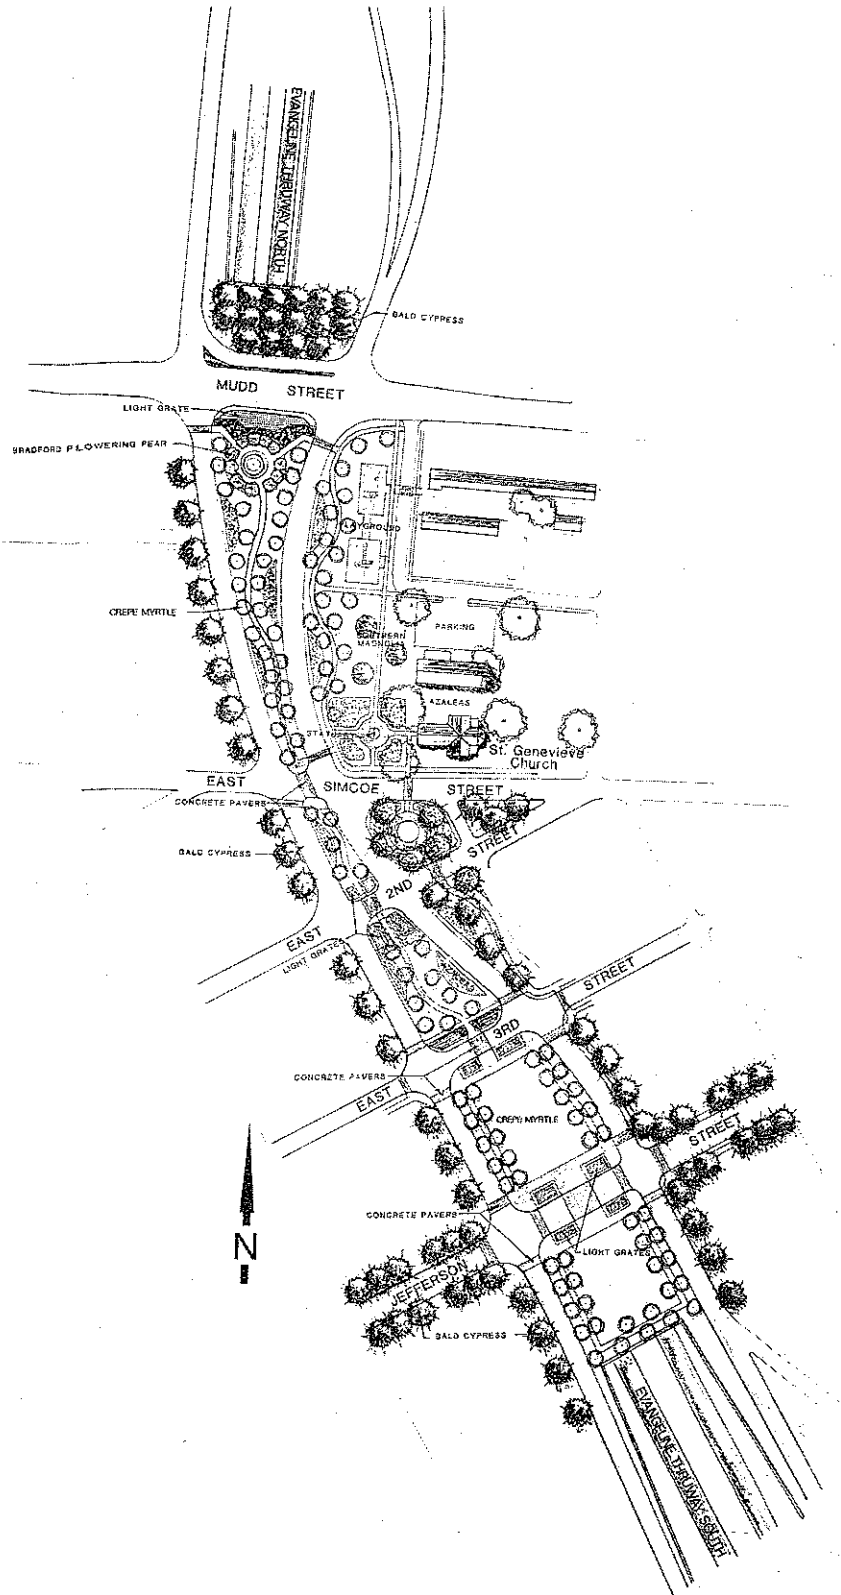 EVANGELINE THRUWAY NORTH
BALD CYPRESS
MUDD STREET
LIGHT GRATE
BRADFORD FLOWERING PEAR
PLAYGROUND
CREPE MYRTLE
PARKING
SOUTHERN
MAGNOLIA
AZALEAS
St. Genevieve
Church
EAST SIMCOE STREET
CONCRETE PAVERS
BALD CYPRESS
EAST 2ND STREET
LIGHT GRATES
EAST 3RD STREET
CONCRETE PAVERS
CREPE MYRTLE
JEFFERSON STREET
CONCRETE PAVERS
LIGHT GRATES
N
BALD CYPRESS
EVANGELINE THRUWAY SOUTH